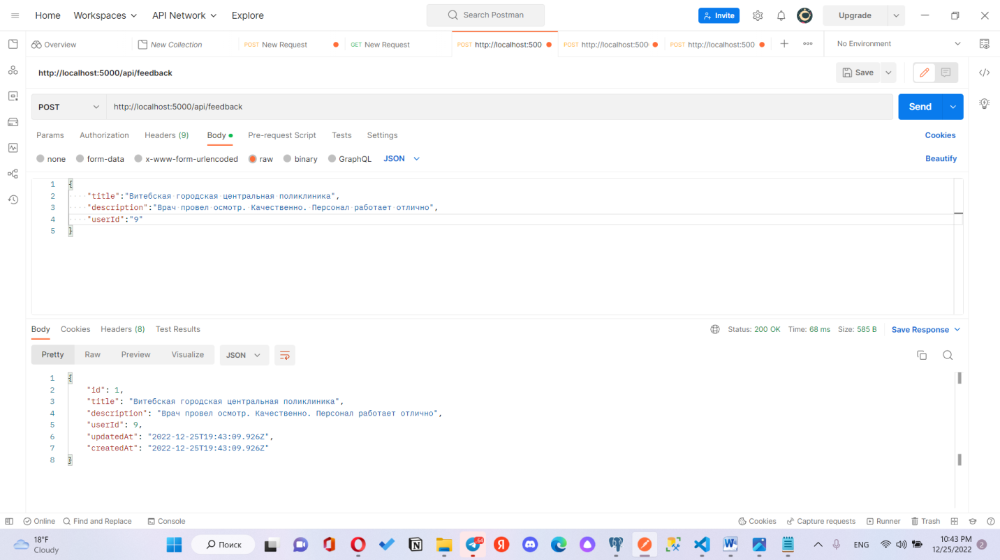 Home Workspaces API Network Explore Search Postman Invite Upgrade
Overview New Collection POST New Request GET New Request POST http://localhost:500 POST http://localhost:500 POST http://localhost:500 No Environment
http://localhost:5000/api/feedback Save
POST http://localhost:5000/api/feedback Send
Params Authorization Headers (9) Body Pre-request Script Tests Settings Cookies
none form-data x-www-form-urlencoded raw binary GraphQL JSON Beautify
1 {
2 "title":"Витебская городская центральная поликлиника",
3 "description":"Врач провел осмотр. Качественно. Персонал работает отлично",
4 "userId":"9"
5 }
Body Cookies Headers (8) Test Results Status: 200 OK Time: 68 ms Size: 585 B Save Response
Pretty Raw Preview Visualize JSON
1 {
2 "id": 1,
3 "title": "Витебская городская центральная поликлиника",
4 "description": "Врач провел осмотр. Качественно. Персонал работает отлично",
5 "userId": 9,
6 "updatedAt": "2022-12-25T19:43:09.926Z",
7 "createdAt": "2022-12-25T19:43:09.926Z"
8 }
Online Find and Replace Console Cookies Capture requests Runner Trash
18°F
Cloudy
Поиск
64
Я
ENG
10:43 PM
12/25/2022
2